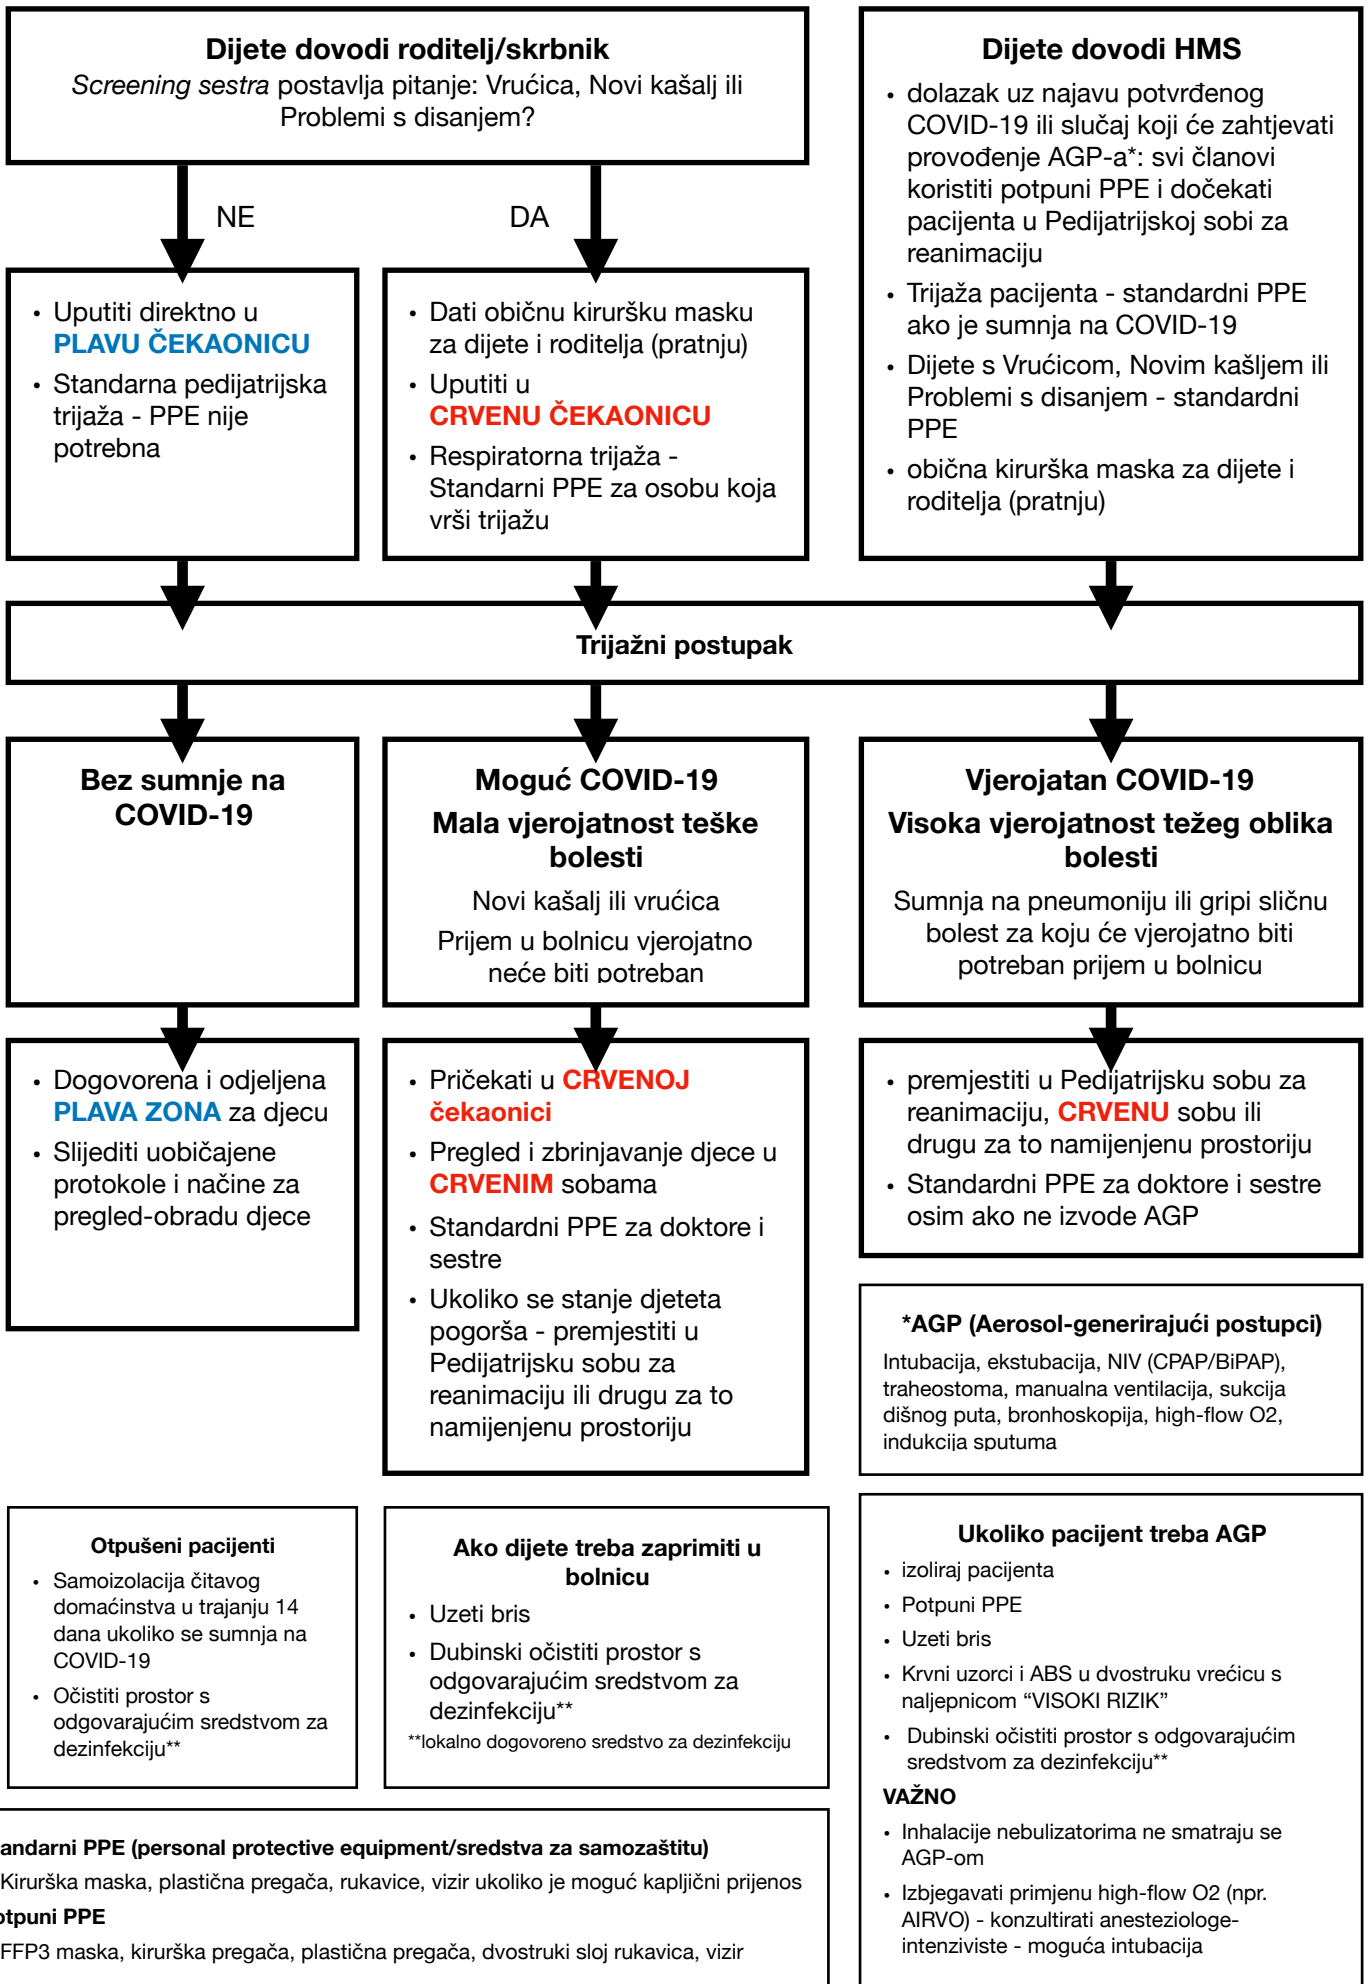 Dijete dovodi roditelj/skrbnik
Screening sestra postavlja pitanje: Vrućica, Novi kašalj ili
Problemi s disanjem?
Dijete dovodi HMS
• dolazak uz najavu potvrđenog
COVID-19 ili slučaj koji će zahtjevati
provođenje AGP-a*: svi članovi
koristiti potpuni PPE i dočekati
pacijenta u Pedijatrijskoj sobi za
reanimaciju
• Trijaža pacijenta - standardni PPE
ako je sumnja na COVID-19
• Dijete s Vrućicom, Novim kašljem ili
Problemi s disanjem - standardni
PPE
• obična kirurška maska za dijete i
roditelja (pratnju)
NE
DA
• Uputiti direktno u
PLAVU ČEKAONICU
• Standarna pedijatrijska
trijaža - PPE nije
potrebna
• Dati običnu kiruršku masku
za dijete i roditelja (pratnju)
• Uputiti u
CRVENU ČEKAONICU
• Respiratorna trijaža -
Standarni PPE za osobu koja
vrši trijažu
Trijažni postupak
Bez sumnje na
COVID-19
Moguć COVID-19
Mala vjerojatnost teške
bolesti
Novi kašalj ili vrućica
Prijem u bolnicu vjerojatno
neće biti potreban
Vjerojatan COVID-19
Visoka vjerojatnost težeg oblika
bolesti
Sumnja na pneumoniju ili gripi sličnu
bolest za koju će vjerojatno biti
potreban prijem u bolnicu
• Dogovorena i odjeljena
PLAVA ZONA za djecu
• Slijediti uobičajene
protokole i načine za
pregled-obradu djece
• Pričekati u CRVENOJ
čekaonici
• Pregled i zbrinjavanje djece u
CRVENIM sobama
• Standardni PPE za doktore i
sestre
• Ukoliko se stanje djeteta
pogorša - premjestiti u
Pedijatrijsku sobu za
reanimaciju ili drugu za to
namijenjenu prostoriju
• premjestiti u Pedijatrijsku sobu za
reanimaciju, CRVENU sobu ili
drugu za to namijenjenu prostoriju
• Standardni PPE za doktore i sestre
osim ako ne izvode AGP
*AGP (Aerosol-generirajući postupci)
Intubacija, ekstubacija, NIV (CPAP/BiPAP),
traheostoma, manualna ventilacija, sukcija
dišnog puta, bronhoskopija, high-flow O2,
indukcija sputuma
Otpušeni pacijenti
• Samoizolacija čitavog
domaćinstva u trajanju 14
dana ukoliko se sumnja na
COVID-19
• Očistiti prostor s
odgovarajućim sredstvom za
dezinfekciju**
Ako dijete treba zaprimiti u
bolnicu
• Uzeti bris
• Dubinski očistiti prostor s
odgovarajućim sredstvom za
dezinfekciju**
**lokalno dogovoreno sredstvo za dezinfekciju
Ukoliko pacijent treba AGP
• izoliraj pacijenta
• Potpuni PPE
• Uzeti bris
• Krvni uzorci i ABS u dvostruku vrećicu s
naljepnicom “VISOKI RIZIK”
• Dubinski očistiti prostor s odgovarajućim
sredstvom za dezinfekciju**
VAŽNO
• Inhalacije nebulizatorima ne smatraju se
AGP-om
• Izbjegavati primjenu high-flow O2 (npr.
AIRVO) - konzultirati anesteziologe-
intenziviste - moguća intubacija
andarni PPE (personal protective equipment/sredstva za samozaštitu)
Kirurška maska, plastična pregača, rukavice, vizir ukoliko je moguć kapljični prijenos
otpuni PPE
FFP3 maska, kirurška pregača, plastična pregača, dvostruki sloj rukavica, vizir